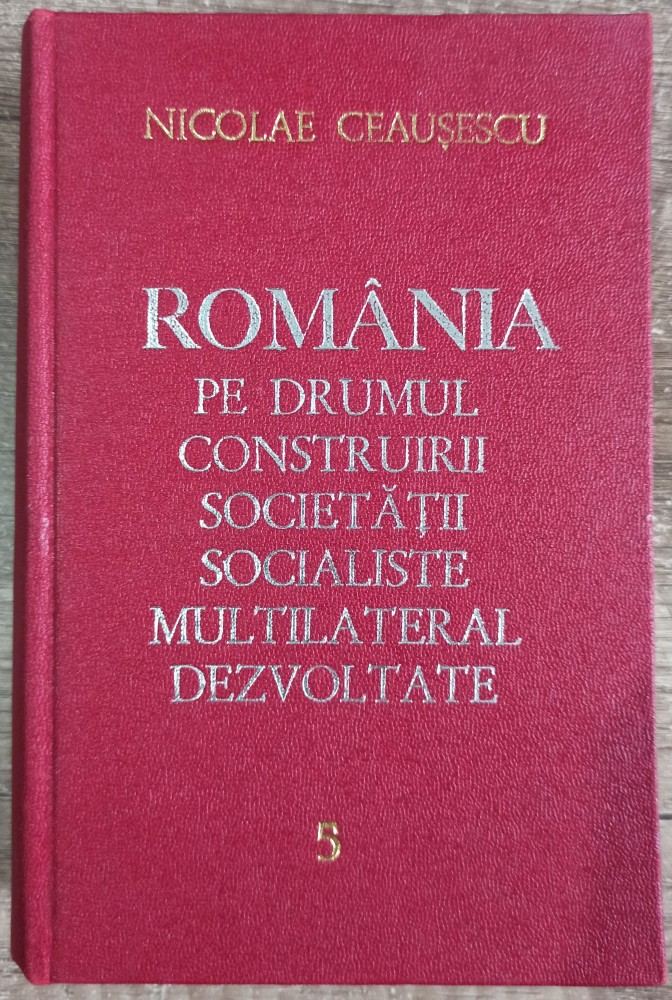 NICOLAE CEAUȘESCU
ROMÂNIA
PE DRUMUL
CONSTRUIRII
SOCIETĂȚII
SOCIALISTE
MULTILATERAL
DEZVOLTATE
5